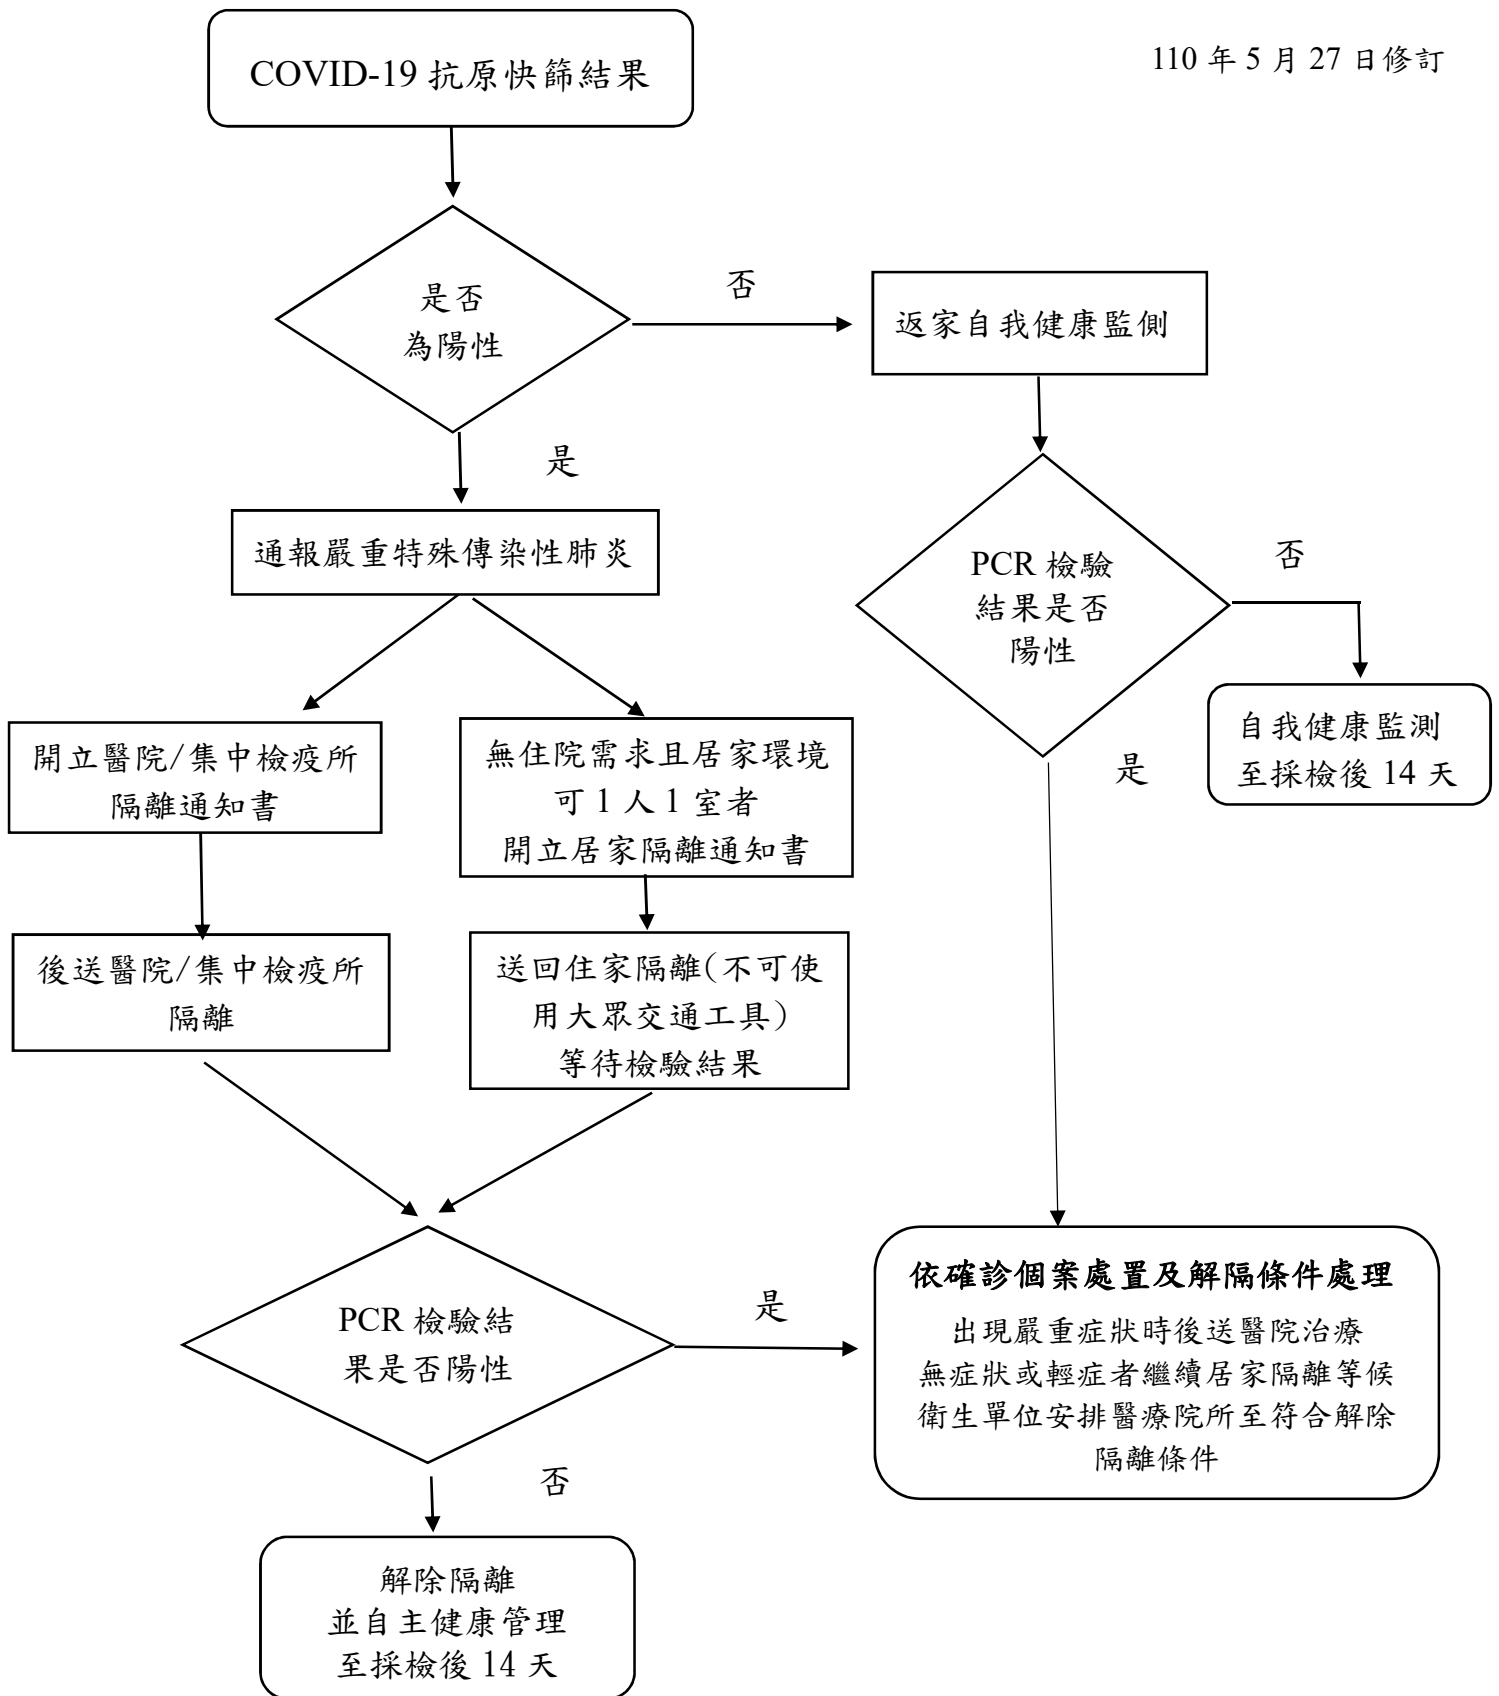 COVID-19 抗原快篩結果
110 年 5 月 27 日修訂
是否
為陽性
否
返家自我健康監側
是
通報嚴重特殊傳染性肺炎
PCR 檢驗
結果是否
陽性
否
自我健康監測
至採檢後 14 天
是
開立醫院/集中檢疫所
隔離通知書
無住院需求且居家環境
可 1 人 1 室者
開立居家隔離通知書
後送醫院/集中檢疫所
隔離
送回住家隔離(不可使
用大眾交通工具)
等待檢驗結果
PCR 檢驗結
果是否陽性
是
依確診個案處置及解隔條件處理
出現嚴重症狀時後送醫院治療
無症狀或輕症者繼續居家隔離等候
衛生單位安排醫療院所至符合解除
隔離條件
否
解除隔離
並自主健康管理
至採檢後 14 天